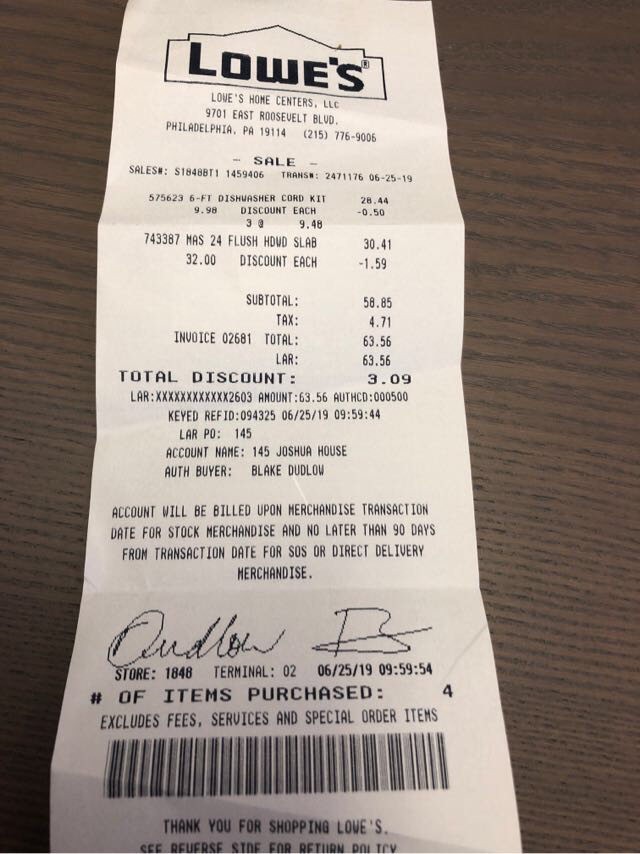 LOWE'S®
LOWE'S HOME CENTERS, LLC
9701 EAST ROOSEVELT BLVD.
PHILADELPHIA, PA 19114 (215) 776-9006
- SALE -
SALES#: S1848BT1 1459406 TRANS#: 2471176 06-25-19
575623 6-FT DISHWASHER CORD KIT 28.44
9.98 DISCOUNT EACH -0.50
3 @ 9.48
743387 MAS 24 FLUSH HDWD SLAB 30.41
32.00 DISCOUNT EACH -1.59
SUBTOTAL: 58.85
TAX: 4.71
INVOICE 02681 TOTAL: 63.56
LAR: 63.56
TOTAL DISCOUNT: 3.09
LAR:XXXXXXXXXXXX2603 AMOUNT:63.56 AUTHCD:000500
KEYED REFID:094325 06/25/19 09:59:44
LAR PO: 145
ACCOUNT NAME: 145 JOSHUA HOUSE
AUTH BUYER: BLAKE DUDLOW
ACCOUNT WILL BE BILLED UPON MERCHANDISE TRANSACTION
DATE FOR STOCK MERCHANDISE AND NO LATER THAN 90 DAYS
FROM TRANSACTION DATE FOR SOS OR DIRECT DELIVERY
MERCHANDISE.
Dudlow B
STORE: 1848 TERMINAL: 02 06/25/19 09:59:54
# OF ITEMS PURCHASED: 4
EXCLUDES FEES, SERVICES AND SPECIAL ORDER ITEMS
THANK YOU FOR SHOPPING LOWE'S.
SEE REVERSE SIDE FOR RETURN POLICY